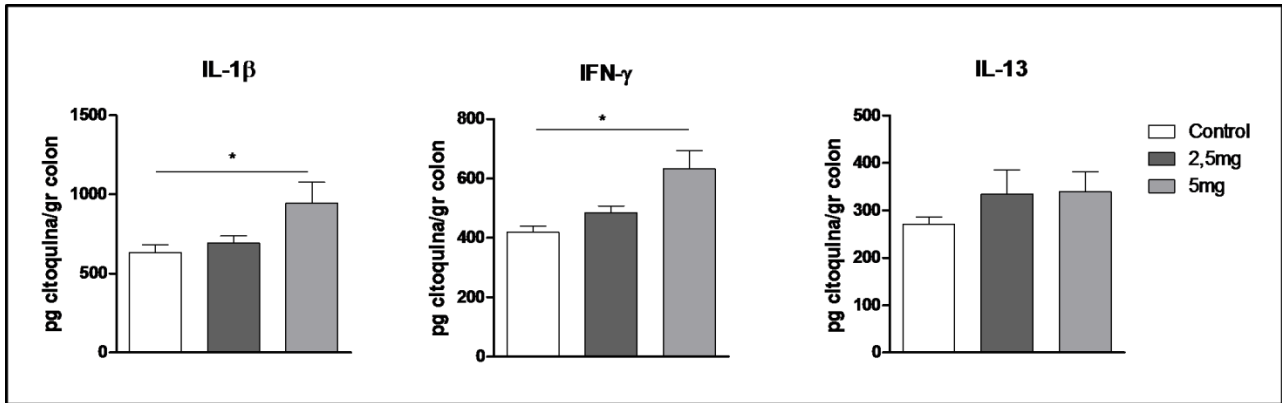 IL-1β
pg citoquina/gr colon
1500
1000
500
0
*
IFN-γ
pg citoquina/gr colon
800
600
400
200
0
*
IL-13
pg citoquina/gr colon
500
400
300
200
100
0
Control
2,5mg
5mg